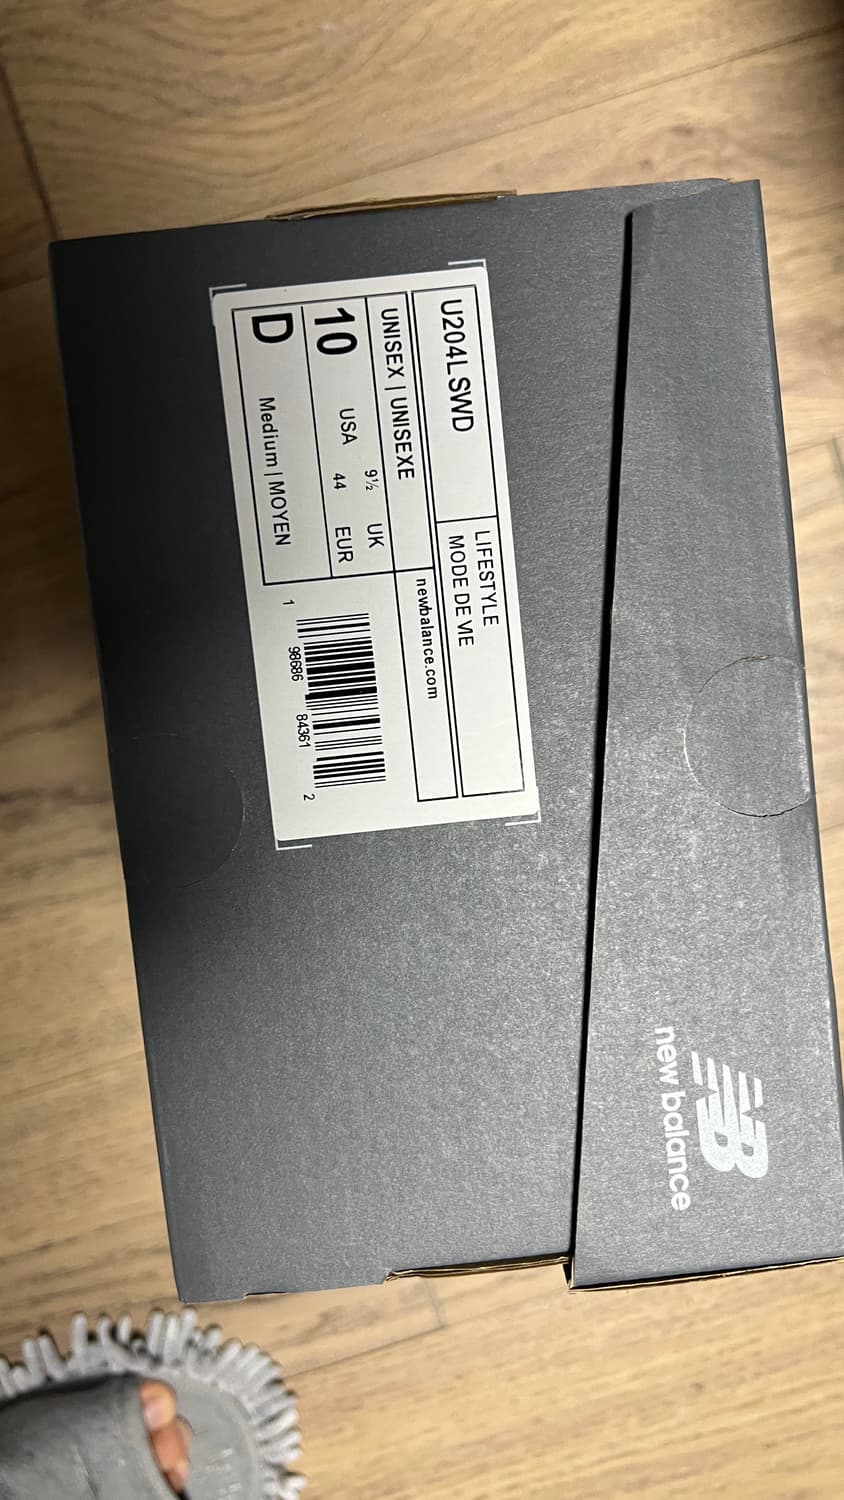 new balance
U204LSWD
LIFESTYLE
MODE DE VIE
UNISEX | UNISEXE
newbalance.com
10 USA
9½ UK
44 EUR
D Medium | MOYEN
1 98686 84361 2